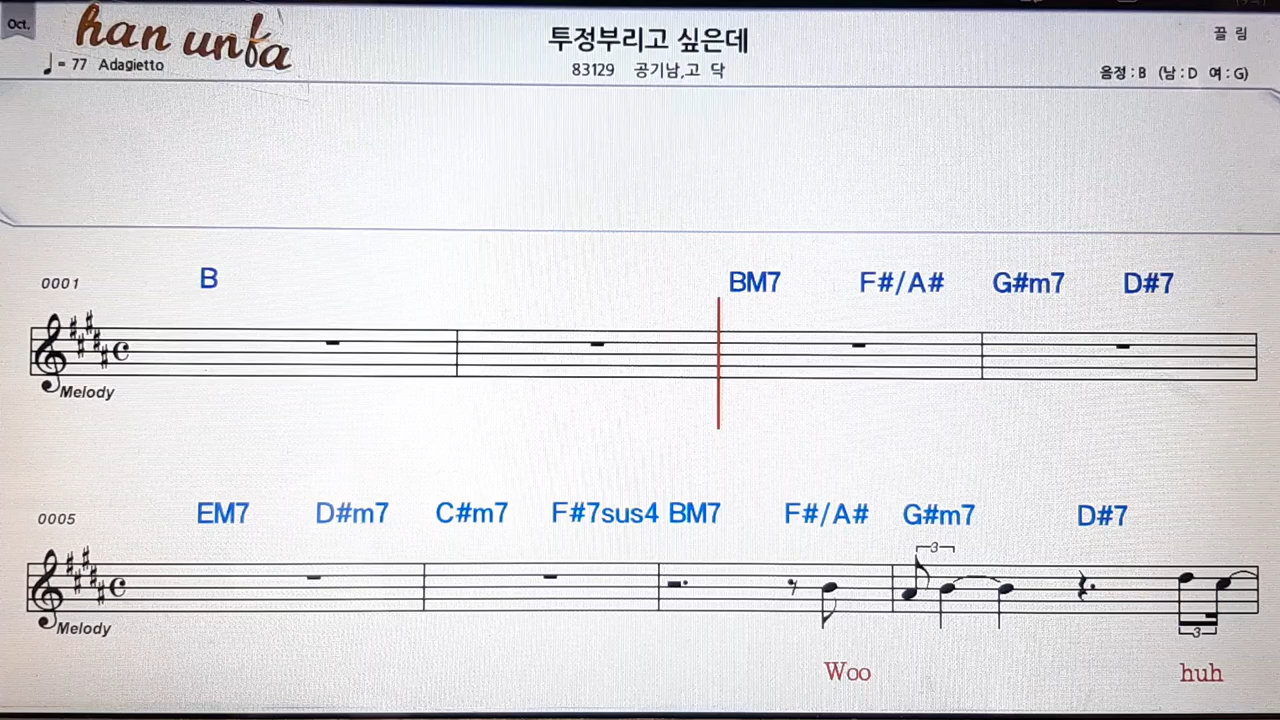 Oct.
han unfa
투정부리고 싶은데
끌 림
♩= 77 Adagietto
83129 공기남,고 닥
음정 : B (남 : D 여 : G)
0001
B BM7 F#/A# G#m7 D#7
Melody
0005
EM7 D#m7 C#m7 F#7sus4 BM7 F#/A# G#m7 D#7
3
Melody
3
Woo huh